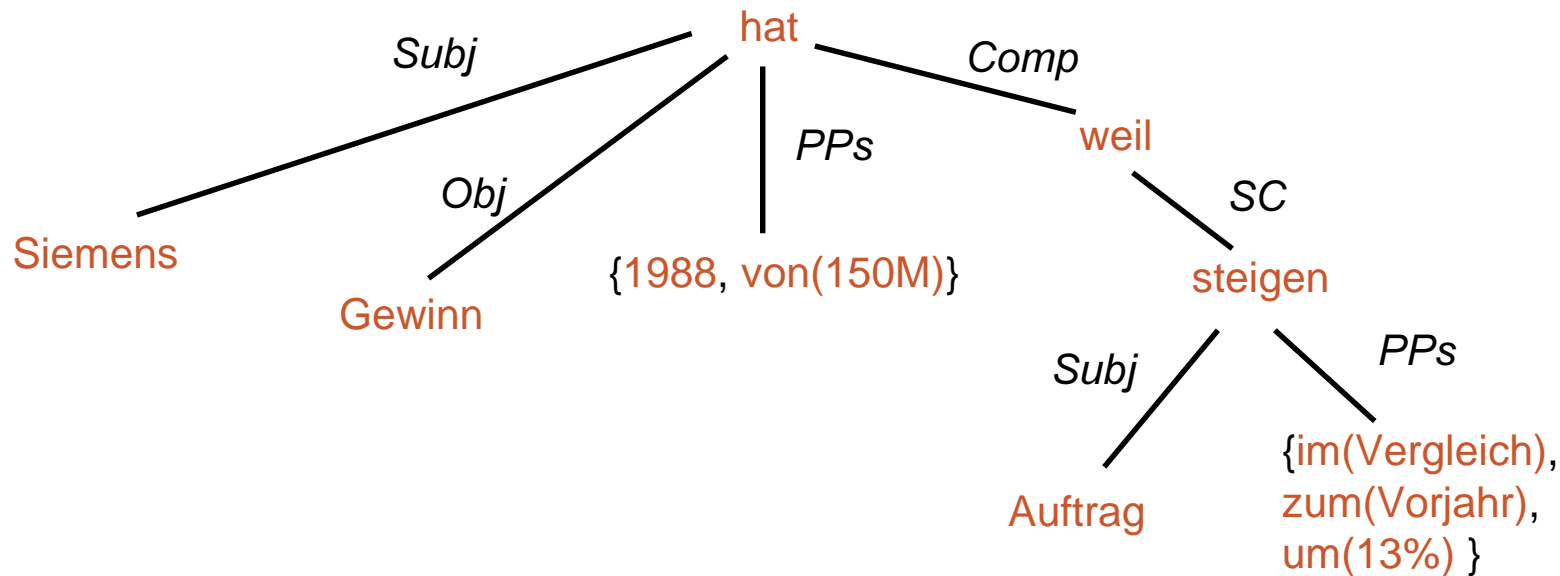 hat
Subj
Comp
PPs
weil
Obj
SC
Siemens
{1988, von(150M)}
steigen
Gewinn
Subj
PPs
{im(Vergleich),
zum(Vorjahr),
um(13%) }
Auftrag